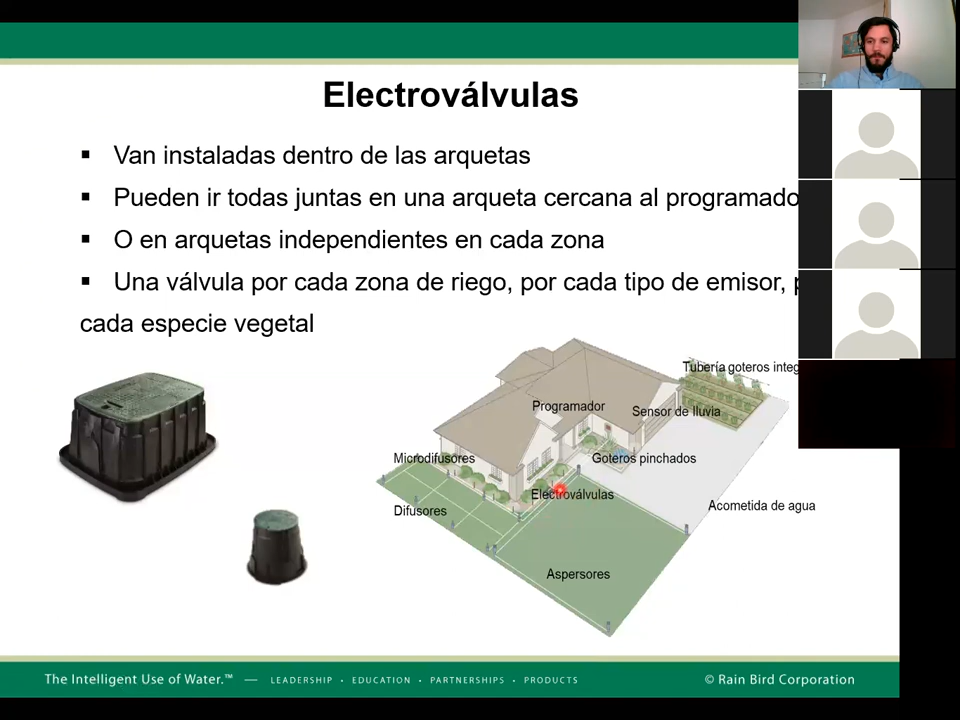 Electroválvulas
Van instaladas dentro de las arquetas
Pueden ir todas juntas en una arqueta cercana al
O en arquetas independientes en cada zona
Una válvula por cada zona de riego, por cada tipo de emisor,
cada especie vegetal
Tubería goteros
Programador
Sensor de lluvia
Microdifusores
Goteros pinchados
Electroválvulas
Difusores
Acometida de agua
Aspersores
The Intelligent Use of Water.™ — LEADERSHIP • EDUCATION • PARTNERSHIPS • PRODUCTS
© Rain Bird Corporation